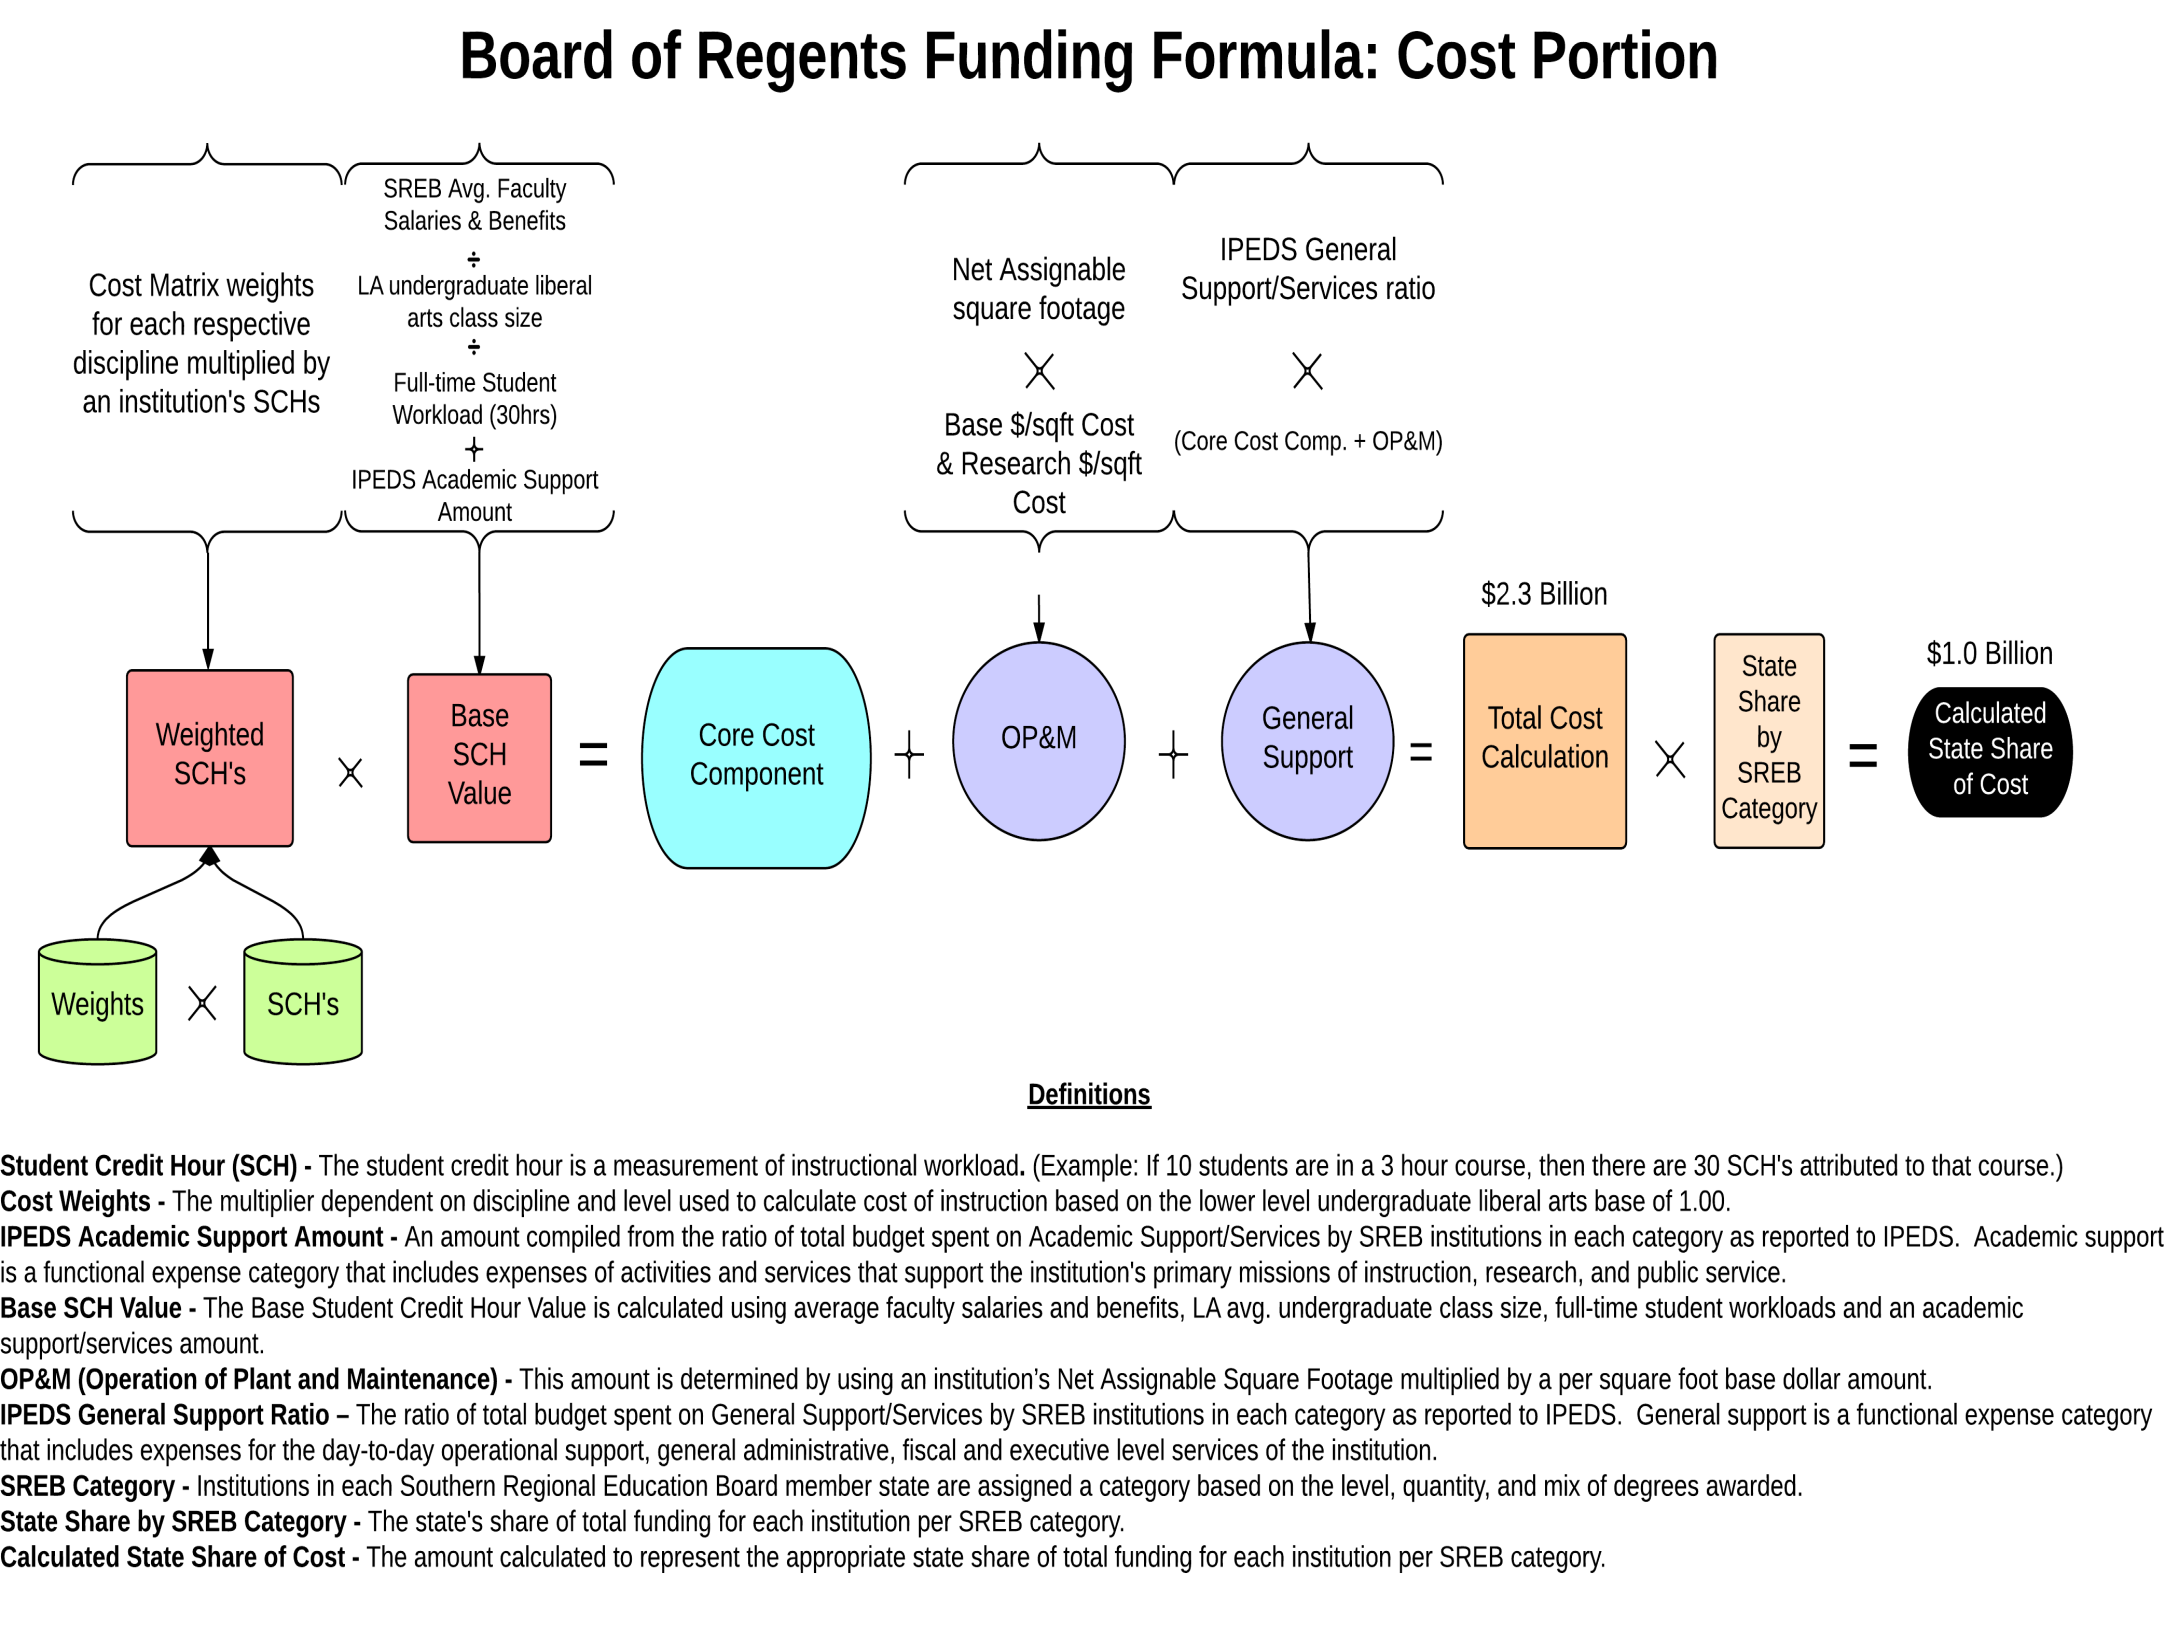 Board of Regents Funding Formula: Cost Portion
Cost Matrix weights
for each respective
discipline multiplied by
an institution's SCHs
SREB Avg. Faculty
Salaries & Benefits
÷
LA undergraduate liberal
arts class size
÷
Full-time Student
Workload (30hrs)
+
IPEDS Academic Support
Amount
Net Assignable
square footage
X
Base $/sqft Cost
& Research $/sqft
Cost
IPEDS General
Support/Services ratio
X
(Core Cost Comp. + OP&M)
Weighted
SCH's
X
Base
SCH
Value
=
Core Cost
Component
+
OP&M
+
General
Support
=
$2.3 Billion
Total Cost
Calculation
X
State
Share
by
SREB
Category
=
$1.0 Billion
Calculated
State Share
of Cost
Weights
X
SCH's
Definitions
Student Credit Hour (SCH) - The student credit hour is a measurement of instructional workload. (Example: If 10 students are in a 3 hour course, then there are 30 SCH's attributed to that course.)
Cost Weights - The multiplier dependent on discipline and level used to calculate cost of instruction based on the lower level undergraduate liberal arts base of 1.00.
IPEDS Academic Support Amount - An amount compiled from the ratio of total budget spent on Academic Support/Services by SREB institutions in each category as reported to IPEDS.  Academic support
is a functional expense category that includes expenses of activities and services that support the institution's primary missions of instruction, research, and public service.
Base SCH Value - The Base Student Credit Hour Value is calculated using average faculty salaries and benefits, LA avg. undergraduate class size, full-time student workloads and an academic
support/services amount.
OP&M (Operation of Plant and Maintenance) - This amount is determined by using an institution’s Net Assignable Square Footage multiplied by a per square foot base dollar amount.
IPEDS General Support Ratio – The ratio of total budget spent on General Support/Services by SREB institutions in each category as reported to IPEDS.  General support is a functional expense category
that includes expenses for the day-to-day operational support, general administrative, fiscal and executive level services of the institution.
SREB Category - Institutions in each Southern Regional Education Board member state are assigned a category based on the level, quantity, and mix of degrees awarded.
State Share by SREB Category - The state's share of total funding for each institution per SREB category.
Calculated State Share of Cost - The amount calculated to represent the appropriate state share of total funding for each institution per SREB category.